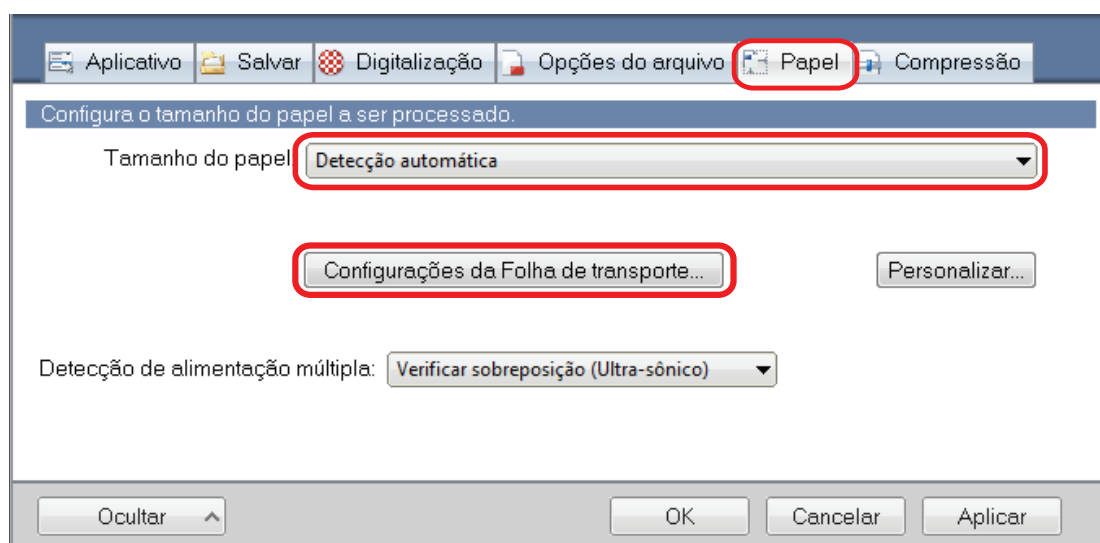 Aplicativo Salvar Digitalização Opções do arquivo Papel Compressão
Configura o tamanho do papel a ser processado.
Tamanho do papel: Detecção automática
Configurações da Folha de transporte... Personalizar...
Detecção de alimentação múltipla: Verificar sobreposição (Ultra-sônico)
Ocultar OK Cancelar Aplicar